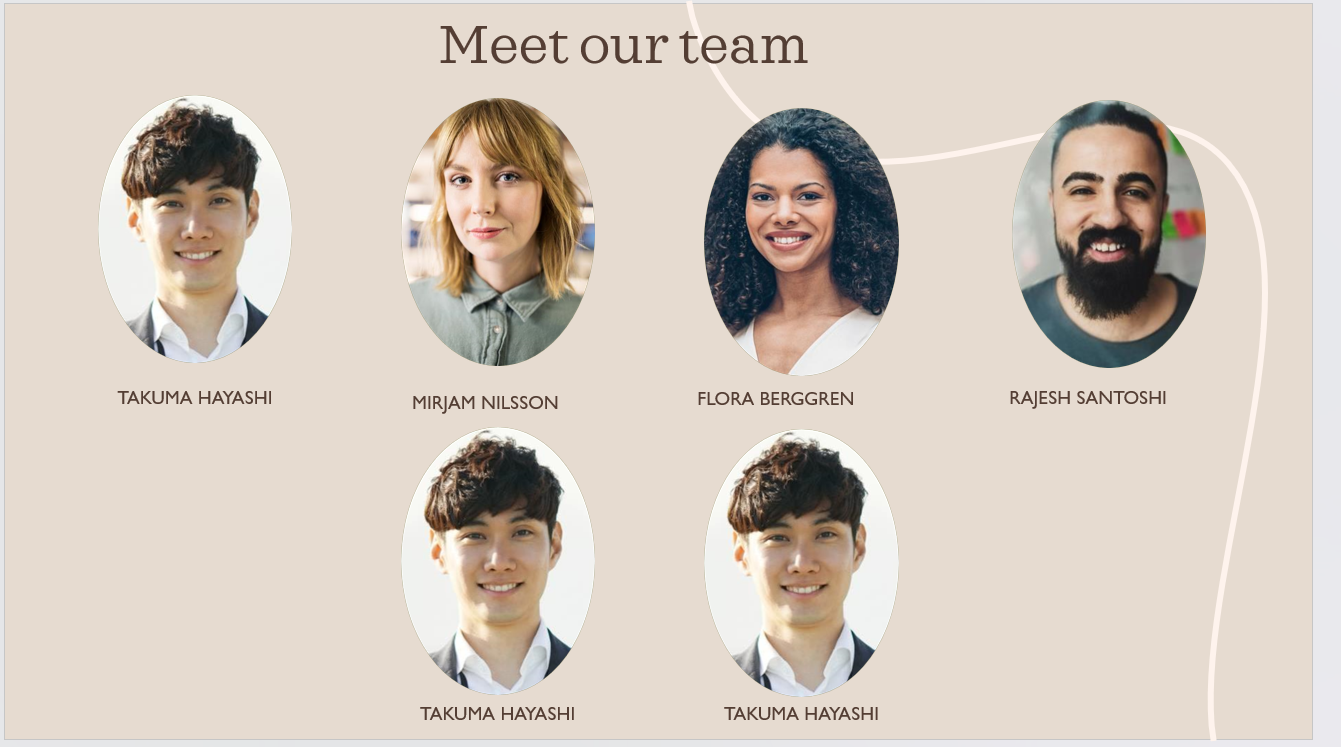 Meet our team
TAKUMA HAYASHI
MIRJAM NILSSON
FLORA BERGGREN
RAJESH SANTOSHI
TAKUMA HAYASHI
TAKUMA HAYASHI